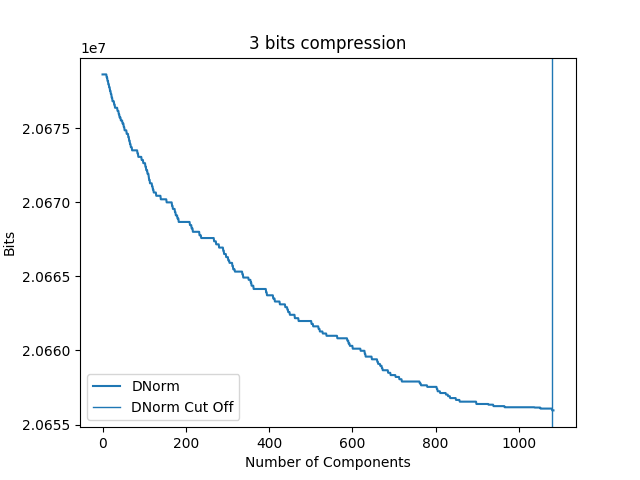 3 bits compression
1e7
2.0675
2.0670
2.0665
2.0660
2.0655
Bits
DNorm
DNorm Cut Off
0 200 400 600 800 1000
Number of Components